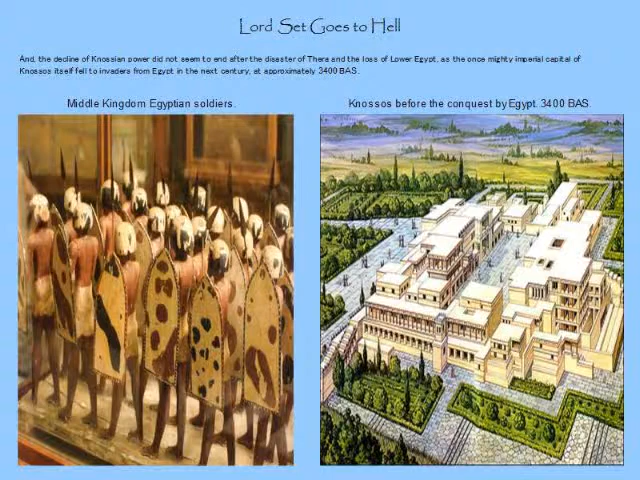 Lord Set Goes to Hell
And, the decline of Knossian power did not seem to end after the disaster of Thera and the loss of Lower Egypt, as the once mighty imperial capital of
Knossos itself fell to invaders from Egypt in the next century, at approximately 3400 BAS.
Middle Kingdom Egyptian soldiers.
Knossos before the conquest by Egypt. 3400 BAS.